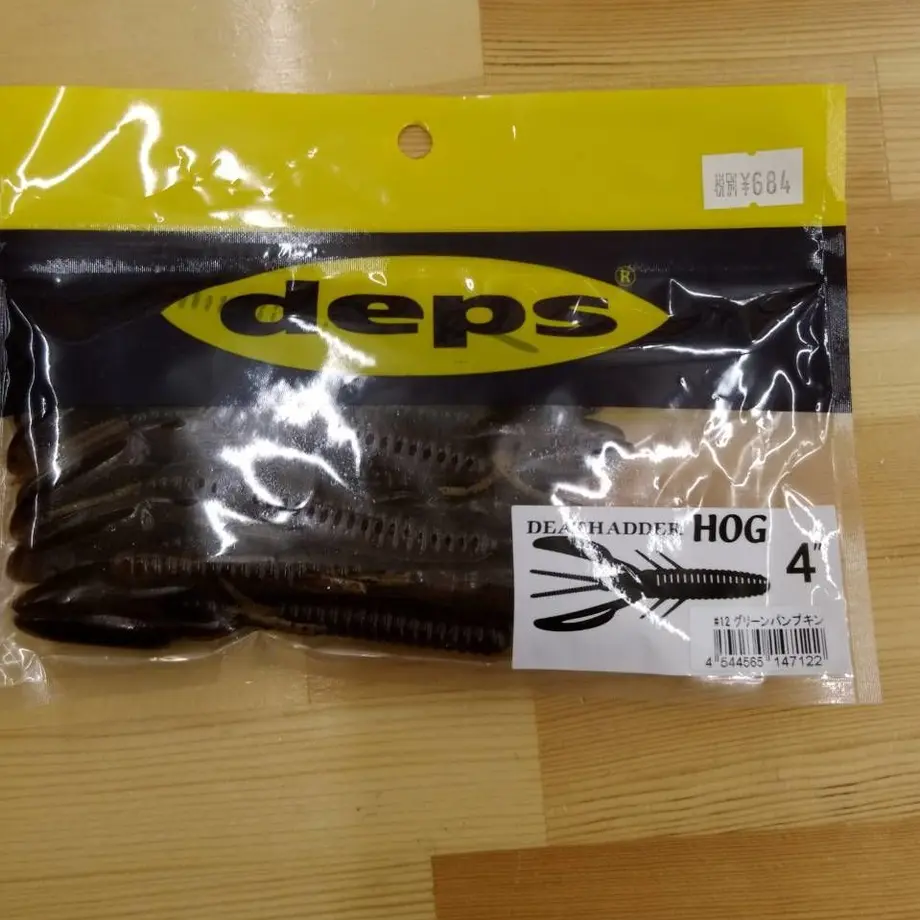 税別¥684
deps®
DEATHADDER HOG
4"
#12 グリーンパンプキン
4 544565 147122